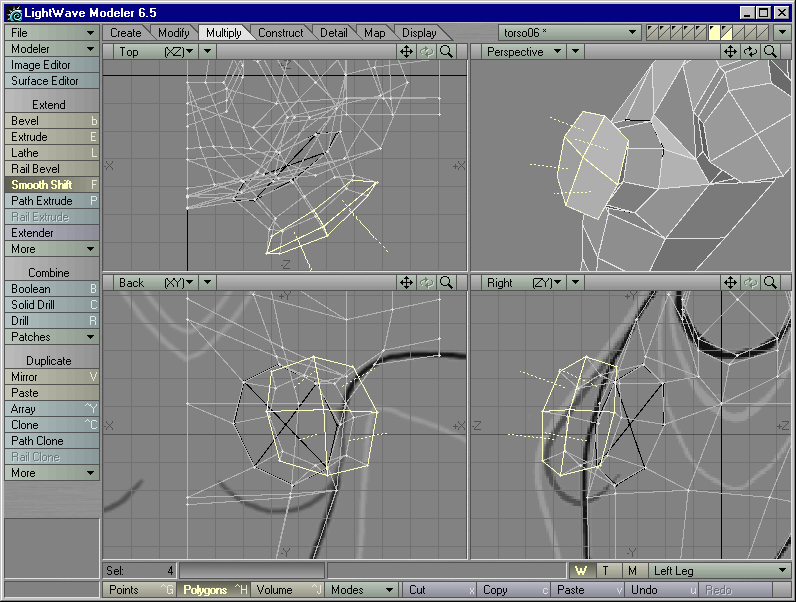 LightWave Modeler 6.5
File Create Modify Multiply Construct Detail Map Display torso06 *
Modeler
Image Editor
Surface Editor
Extend
Bevel b
Extrude E
Lathe L
Rail Bevel
Smooth Shift F
Path Extrude P
Rail Extrude
Extender
More
Combine
Boolean B
Solid Drill C
Drill R
Patches
Duplicate
Mirror V
Paste
Array ^Y
Clone ^C
Path Clone
Rail Clone
More
Top (XZ)
-Z
-X +X
-Z
Perspective
Back (XY)
+Y
-X +X
-Y
Right (ZY)
+Y
-Z +Z
-Y
Sel: 4 W T M Left Leg
Points ^G Polygons ^H Volume ^J Modes Cut x Copy c Paste v Undo u Redo